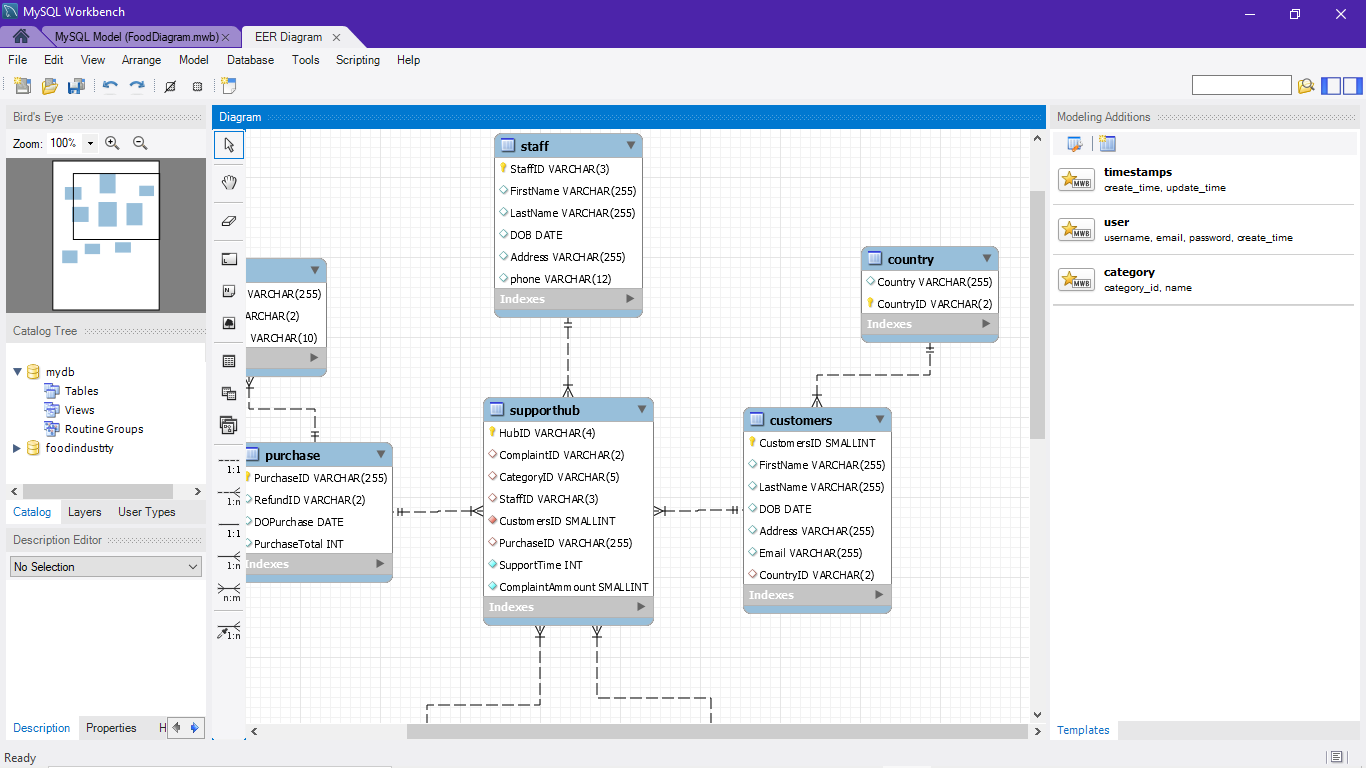 MySQL Workbench
MySQL Model (FoodDiagram.mwb)
EER Diagram
File Edit View Arrange Model Database Tools Scripting Help
Bird's Eye
Zoom: 100%
Catalog Tree
mydb
Tables
Views
Routine Groups
foodindustrty
Catalog Layers User Types
Description Editor
No Selection
Description Properties H
Ready
Diagram
1:1
1:n
1:1
1:n
n:m
1:n
VARCHAR(255)
ARCHAR(2)
VARCHAR(10)
purchase
PurchaseID VARCHAR(255)
RefundID VARCHAR(2)
DOPurchase DATE
PurchaseTotal INT
Indexes
staff
StaffID VARCHAR(3)
FirstName VARCHAR(255)
LastName VARCHAR(255)
DOB DATE
Address VARCHAR(255)
phone VARCHAR(12)
Indexes
supporthub
HubID VARCHAR(4)
ComplaintID VARCHAR(2)
CategoryID VARCHAR(5)
StaffID VARCHAR(3)
CustomersID SMALLINT
PurchaseID VARCHAR(255)
SupportTime INT
ComplaintAmmount SMALLINT
Indexes
country
Country VARCHAR(255)
CountryID VARCHAR(2)
Indexes
customers
CustomersID SMALLINT
FirstName VARCHAR(255)
LastName VARCHAR(255)
DOB DATE
Address VARCHAR(255)
Email VARCHAR(255)
CountryID VARCHAR(2)
Indexes
Modeling Additions
MWB
timestamps
create_time, update_time
MWB
user
username, email, password, create_time
MWB
category
category_id, name
Templates